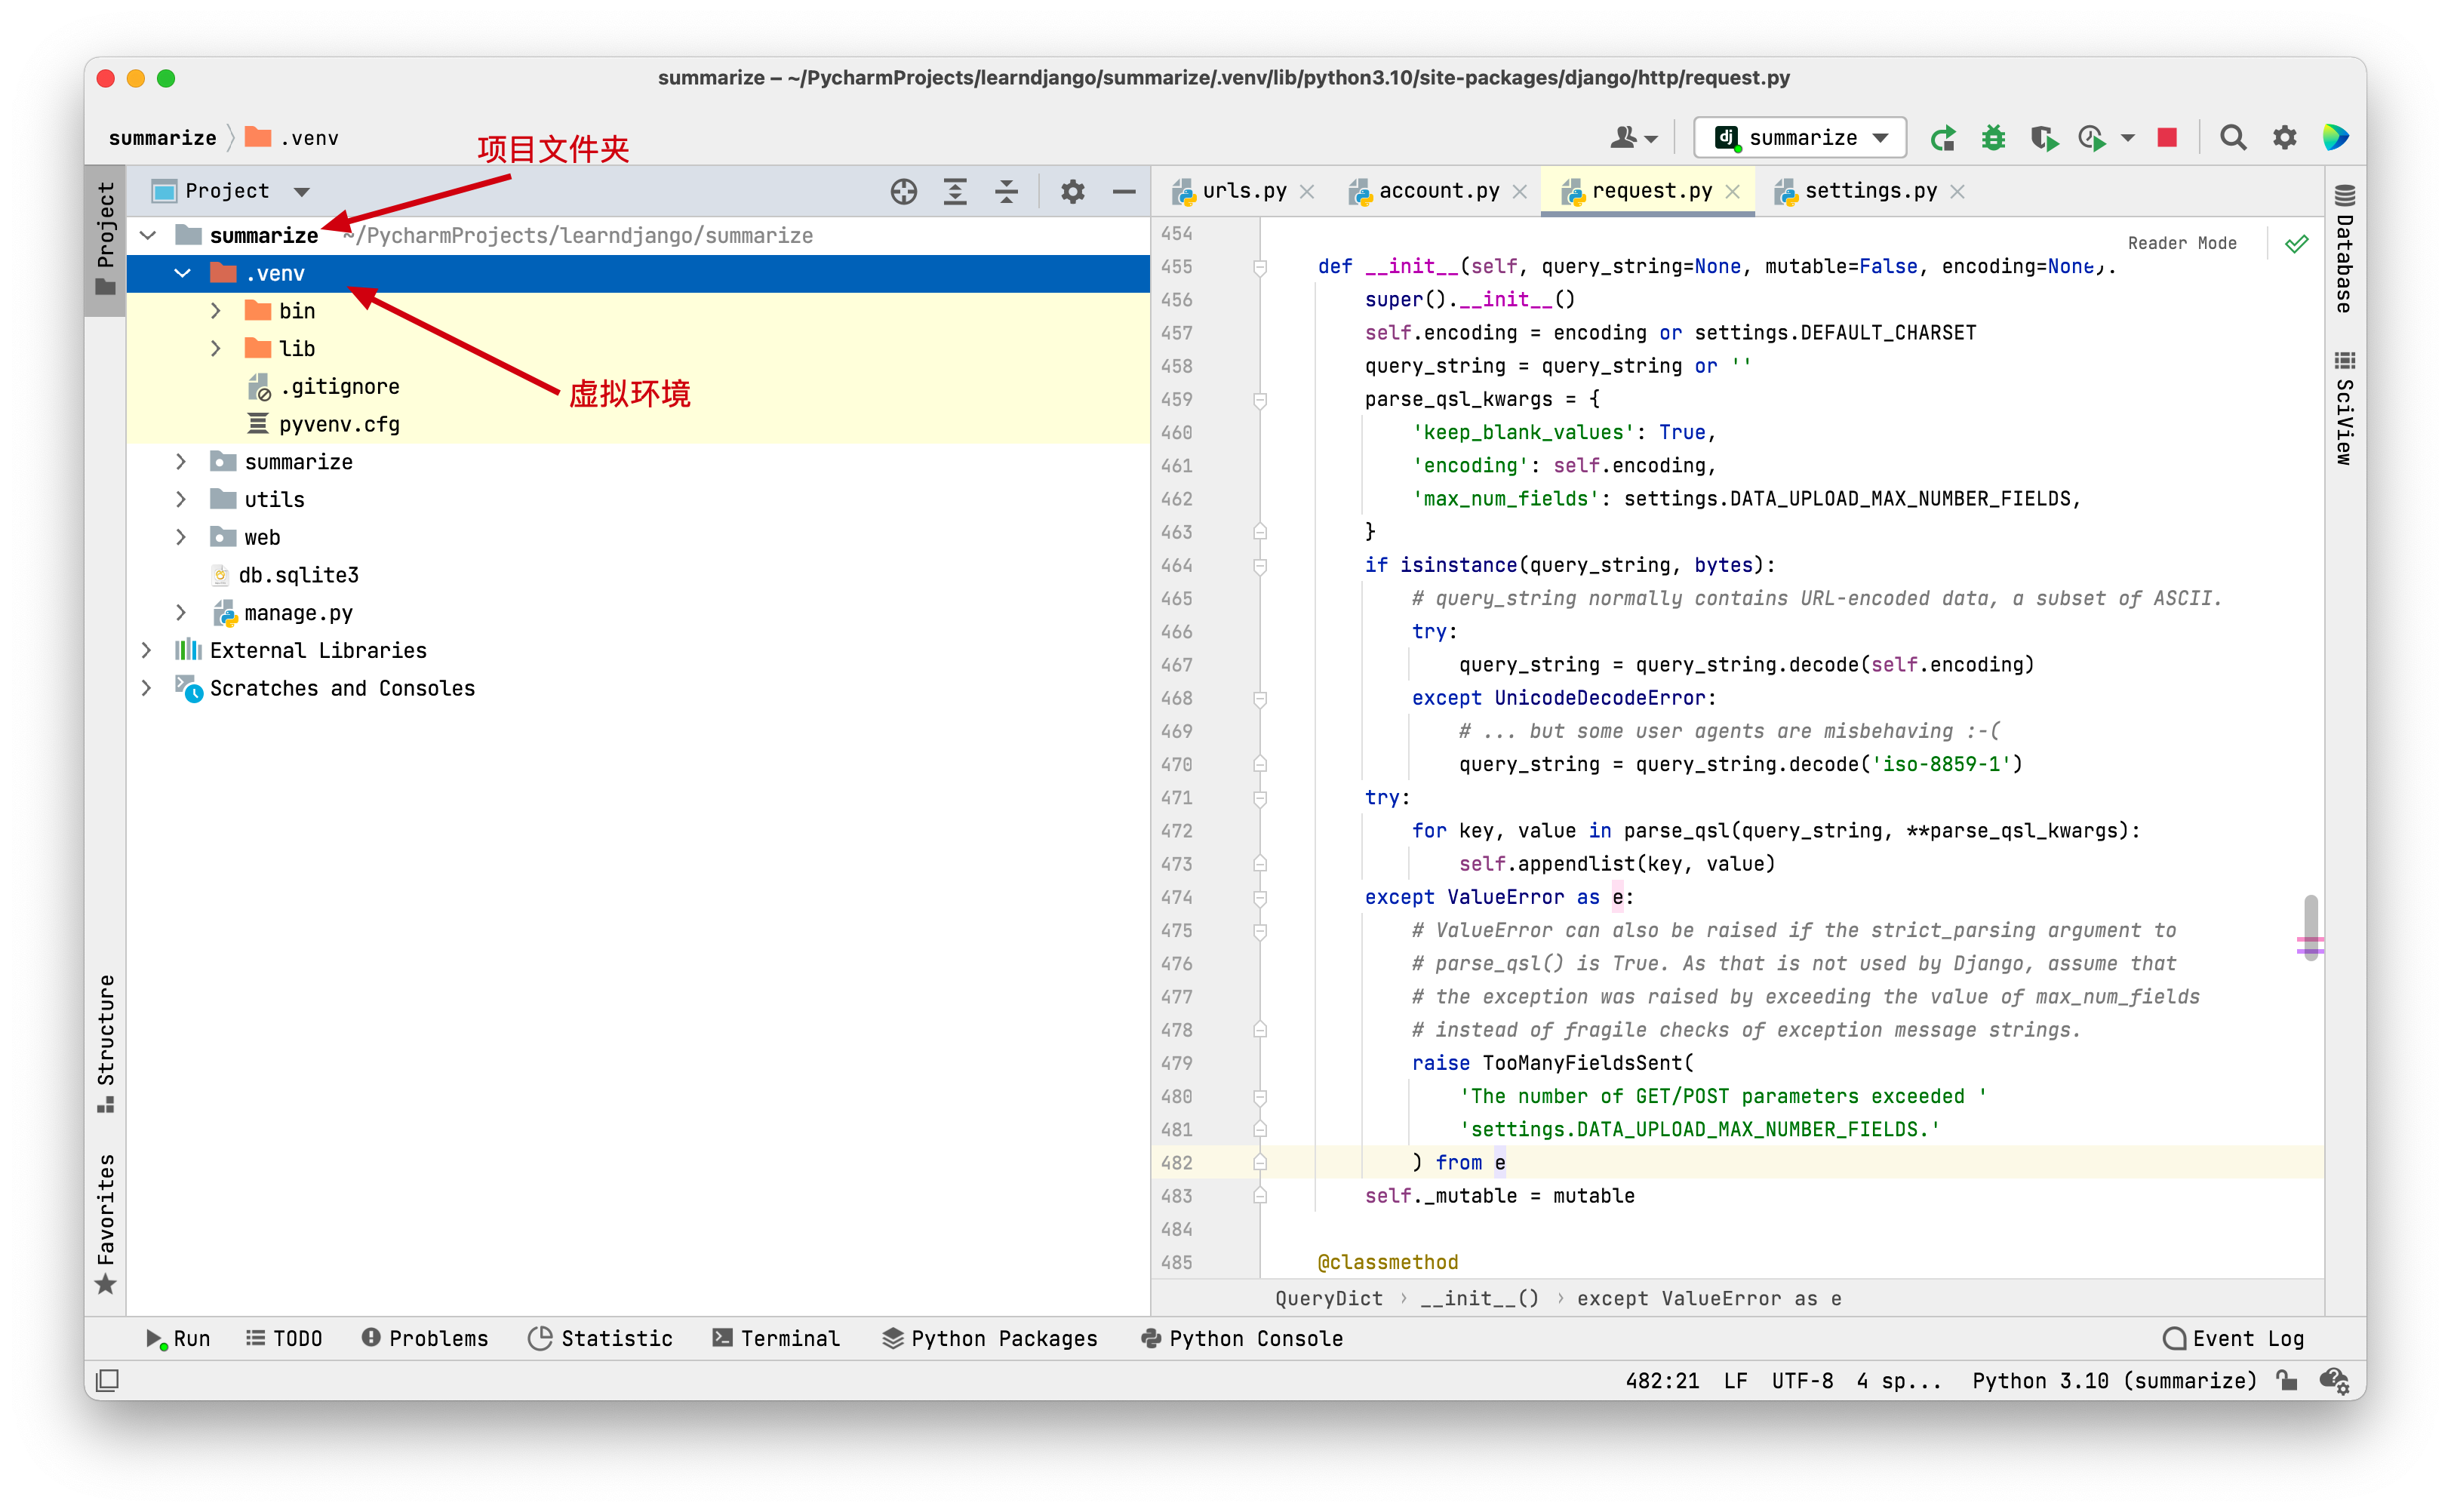 summarize – ~/PycharmProjects/learndjango/summarize/.venv/lib/python3.10/site-packages/django/http/request.py
summarize .venv
项目文件夹
dj summarize
Project
Project
urls.py
account.py
request.py
settings.py
summarize ~/PycharmProjects/learndjango/summarize
.venv
bin
lib
.gitignore
虚拟环境
pyvenv.cfg
summarize
utils
web
db.sqlite3
manage.py
External Libraries
Scratches and Consoles
Structure
Favorites
Reader Mode
454
455 def __init__(self, query_string=None, mutable=False, encoding=None):
456 super().__init__()
457 self.encoding = encoding or settings.DEFAULT_CHARSET
458 query_string = query_string or ''
459 parse_qsl_kwargs = {
460 'keep_blank_values': True,
461 'encoding': self.encoding,
462 'max_num_fields': settings.DATA_UPLOAD_MAX_NUMBER_FIELDS,
463 }
464 if isinstance(query_string, bytes):
465 # query_string normally contains URL-encoded data, a subset of ASCII.
466 try:
467 query_string = query_string.decode(self.encoding)
468 except UnicodeDecodeError:
469 # ... but some user agents are misbehaving :-(
470 query_string = query_string.decode('iso-8859-1')
471 try:
472 for key, value in parse_qsl(query_string, **parse_qsl_kwargs):
473 self.appendlist(key, value)
474 except ValueError as e:
475 # ValueError can also be raised if the strict_parsing argument to
476 # parse_qsl() is True. As that is not used by Django, assume that
477 # the exception was raised by exceeding the value of max_num_fields
478 # instead of fragile checks of exception message strings.
479 raise TooManyFieldsSent(
480 'The number of GET/POST parameters exceeded '
481 'settings.DATA_UPLOAD_MAX_NUMBER_FIELDS.'
482 ) from e
483 self._mutable = mutable
484
485 @classmethod
QueryDict › __init__() › except ValueError as e
Database
SciView
Run
TODO
Problems
Statistic
Terminal
Python Packages
Python Console
Event Log
482:21 LF UTF-8 4 sp... Python 3.10 (summarize)